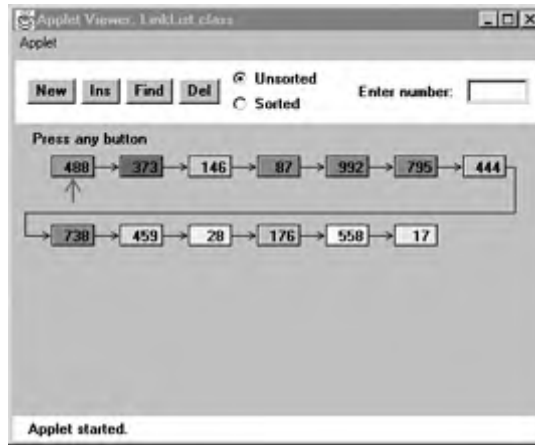 Applet Viewer: LinkList.class
Applet
New Ins Find Del Unsorted Enter number:
Sorted
Press any button
488 373 146 87 992 795 444
738 459 28 176 558 17
Applet started.